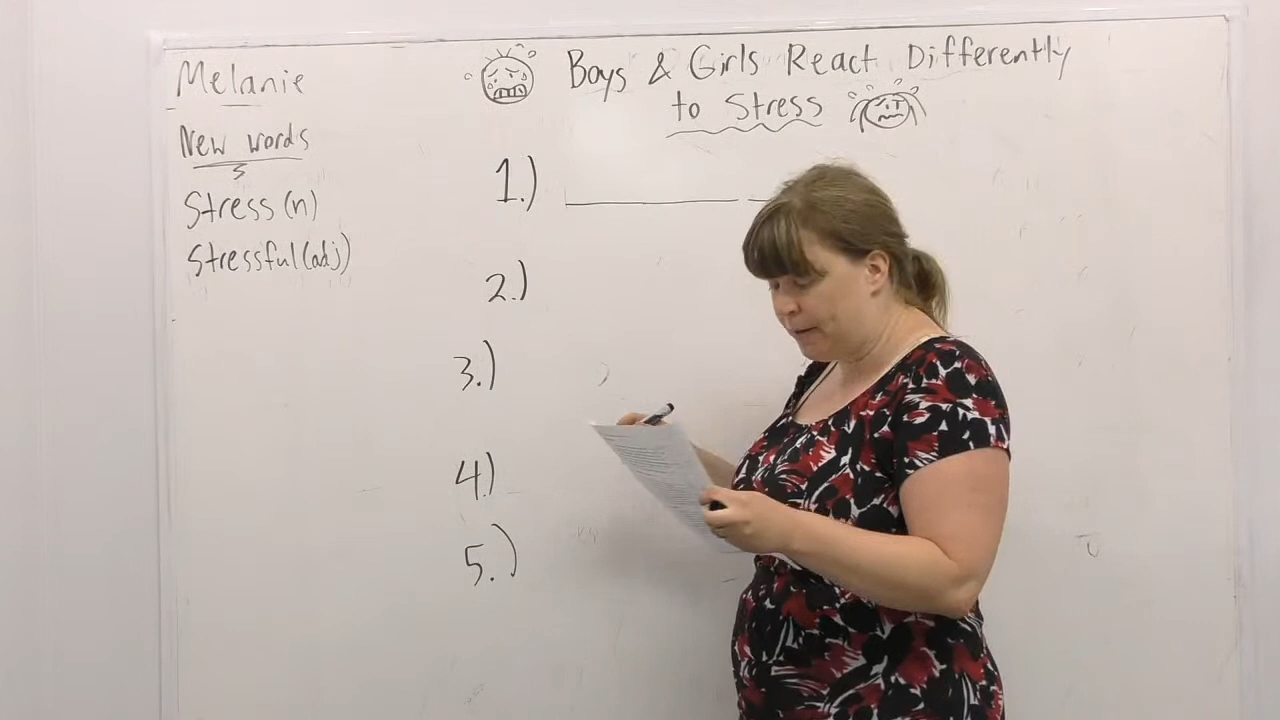 Melanie
New words
Stress (n)
Stressful (adj)
Boys & Girls React Differently
to Stress
1.)
2.)
3.)
4.)
5.)